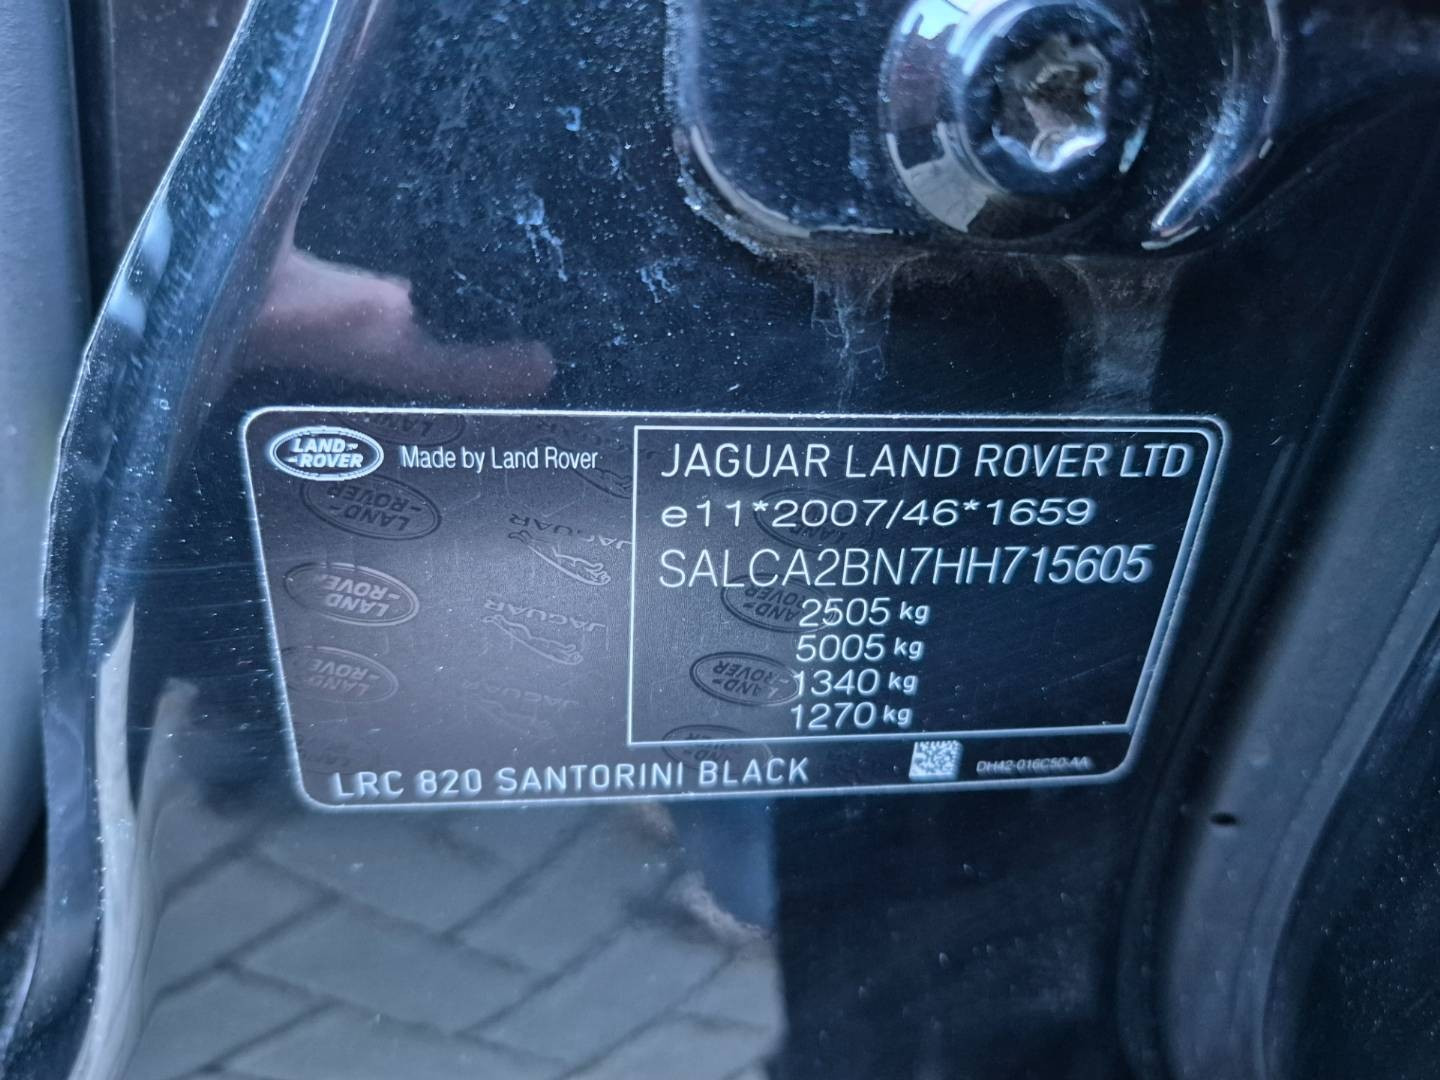 LAND ROVER
Made by Land Rover
JAGUAR LAND ROVER LTD
e11*2007/46*1659
SALCA2BN7HH715605
2505 kg
5005 kg
1340 kg
1270 kg
LRC 820 SANTORINI BLACK
DH42-016C50-AA